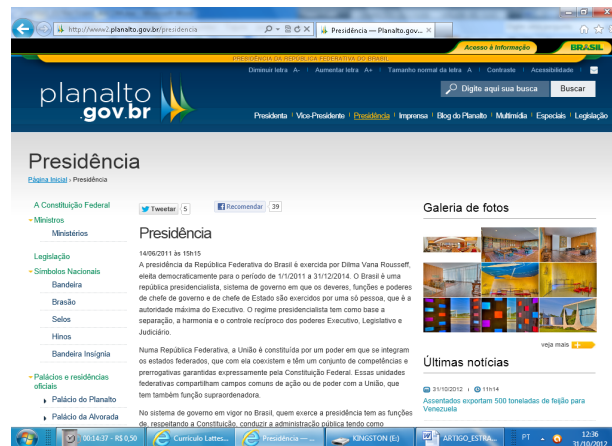 http://www2.planalto.gov.br/presidencia
Presidência — Planalto.gov...
Acesso à Informação
BRASIL
PRESIDÊNCIA DA REPÚBLICA FEDERATIVA DO BRASIL
Diminuir letra A- | Aumentar letra A+ | Tamanho normal da letra A | Contraste | Acessibilidade
planalto
.gov.br
Digite aqui sua busca
Buscar
Presidenta | Vice-Presidente | Presidência | Imprensa | Blog do Planalto | Multimídia | Especiais | Legislação
Presidência
Página Inicial › Presidência
A Constituição Federal
Ministros
Ministérios
Legislação
Símbolos Nacionais
Bandeira
Brasão
Selos
Hinos
Bandeira Insígnia
Palácios e residências
oficiais
Palácio do Planalto
Palácio da Alvorada
Tweetar 5
Recomendar 39
Presidência
14/06/2011 às 15h15
A presidência da República Federativa do Brasil é exercida por Dilma Vana Rousseff,
eleita democraticamente para o período de 1/1/2011 a 31/12/2014. O Brasil é uma
república presidencialista, sistema de governo em que os deveres, funções e poderes
de chefe de governo e de chefe de Estado são exercidos por uma só pessoa, que é a
autoridade máxima do Executivo. O regime presidencialista tem como base a
separação, a harmonia e o controle recíproco dos poderes Executivo, Legislativo e
Judiciário.
Numa República Federativa, a União é constituída por um poder em que se integram
os estados federados, que com ela coexistem e têm um conjunto de competências e
prerrogativas garantidas expressamente pela Constituição Federal. Essas unidades
federativas compartilham campos comuns de ação ou de poder com a União, que
tem também função supraordenadora.
No sistema de governo em vigor no Brasil, quem exerce a presidência tem as funções
de, respeitando a Constituição, conduzir a administração pública tendo como
Galeria de fotos
veja mais
Últimas notícias
31/10/2012 | 11h14
Assentados exportam 500 toneladas de feijão para
Venezuela
00:14:37 - R$ 0,50
Currículo Lattes...
Presidência — ...
KINGSTON (E:)
ARTIGO_ESTRA...
PT
12:36
31/10/2012